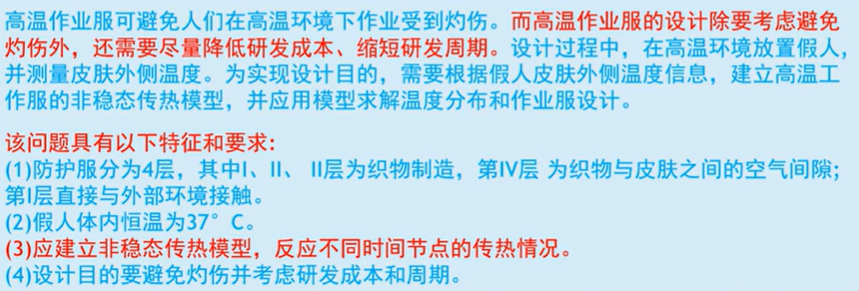 高温作业服可避免人们在高温环境下作业受到灼伤。而高温作业服的设计除要考虑避免
灼伤外，还需要尽量降低研发成本、缩短研发周期。设计过程中，在高温环境放置假人，
并测量皮肤外侧温度。为实现设计目的，需要根据假人皮肤外侧温度信息，建立高温工
作服的非稳态传热模型，并应用模型求解温度分布和作业服设计。
该问题具有以下特征和要求:
(1)防护服分为4层，其中I、II、 II层为织物制造，第IV层 为织物与皮肤之间的空气间隙;
第I层直接与外部环境接触。
(2)假人体内恒温为37°C。
(3)应建立非稳态传热模型，反应不同时间节点的传热情况。
(4)设计目的要避免灼伤并考虑研发成本和周期。